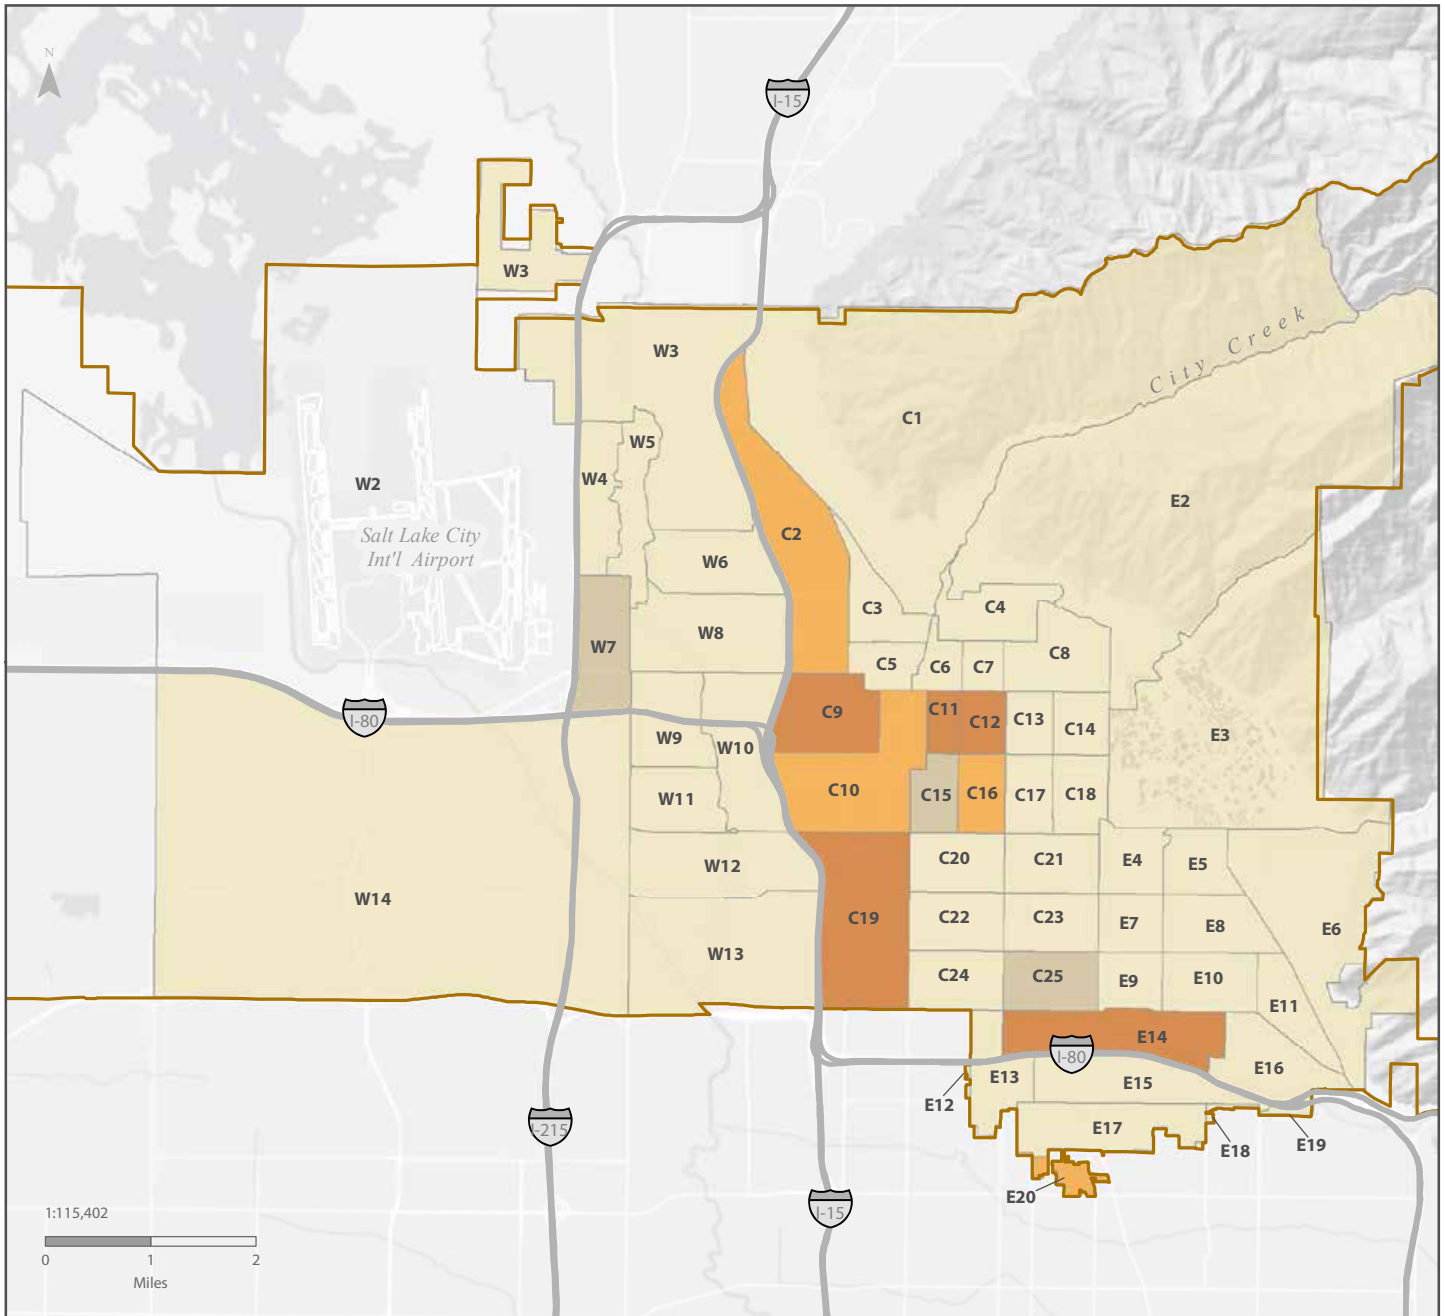 N
I-15
W3
W3
City Creek
C1
W5
W4
W2
E2
Salt Lake City
Int'l Airport
C2
W6
C3
C4
W8
W7
C5
C6
C7
C8
I-80
C9
C11
C12
C13
C14
E3
W9
W10
W11
C10
C15
C16
C17
C18
W12
C20
C21
E4
E5
W14
C19
C22
C23
E7
E8
E6
W13
C24
C25
E9
E10
E11
E14
I-80
E13
E15
E16
E12
I-215
E17
E18
E19
E20
I-15
1:115,402
0 1 2
Miles